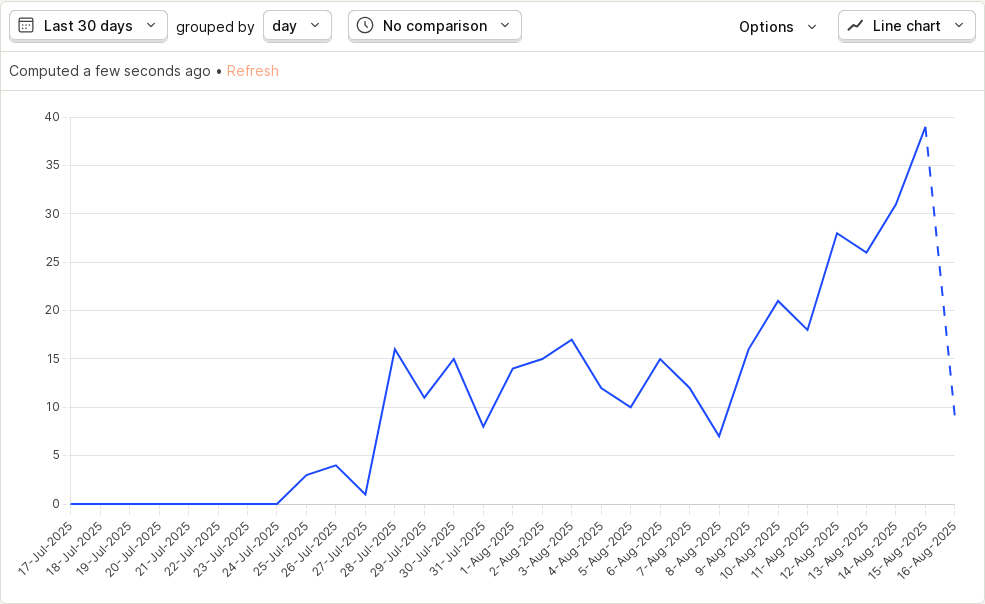 Last 30 days grouped by day No comparison Options Line chart
Computed a few seconds ago • Refresh
40
35
30
25
20
15
10
5
0
17-Jul-2025
18-Jul-2025
19-Jul-2025
20-Jul-2025
21-Jul-2025
22-Jul-2025
23-Jul-2025
24-Jul-2025
25-Jul-2025
26-Jul-2025
27-Jul-2025
28-Jul-2025
29-Jul-2025
30-Jul-2025
31-Jul-2025
1-Aug-2025
2-Aug-2025
3-Aug-2025
4-Aug-2025
5-Aug-2025
6-Aug-2025
7-Aug-2025
8-Aug-2025
9-Aug-2025
10-Aug-2025
11-Aug-2025
12-Aug-2025
13-Aug-2025
14-Aug-2025
15-Aug-2025
16-Aug-2025